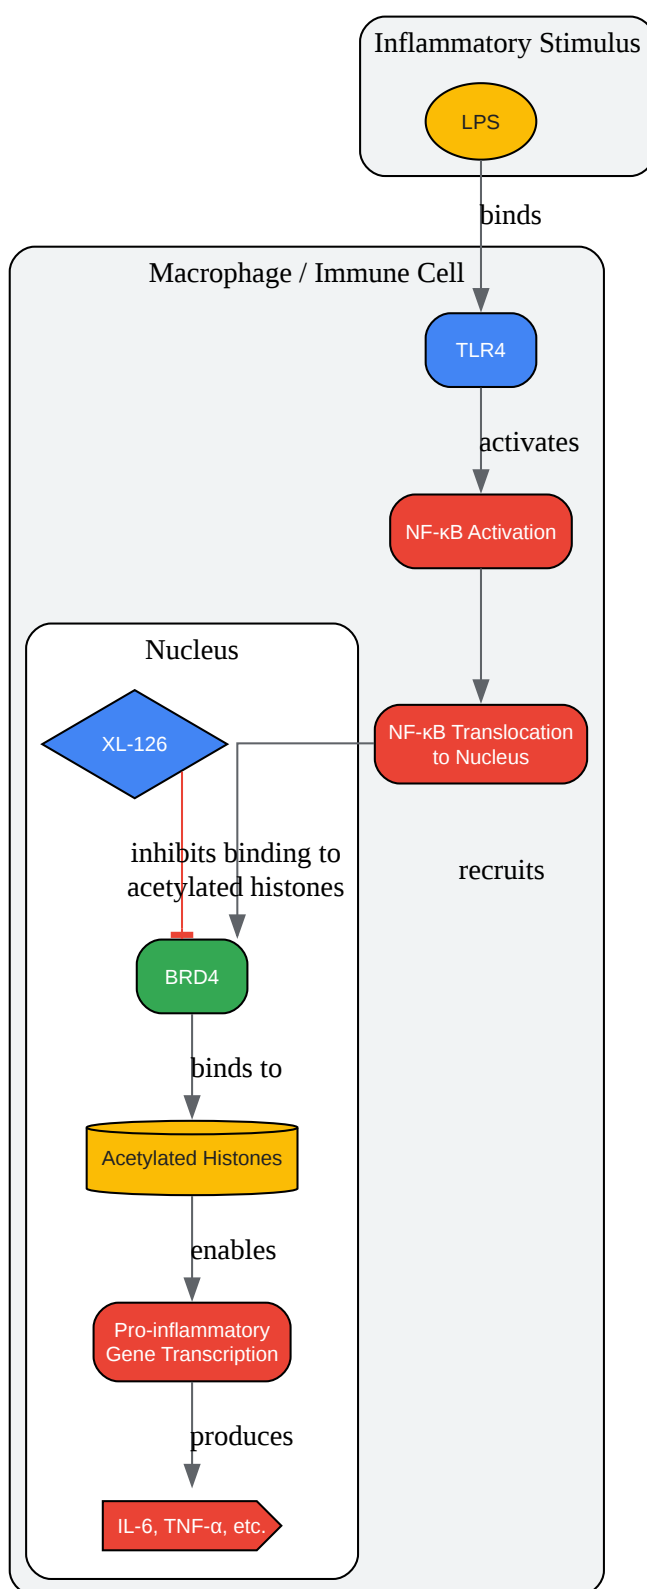 Inflammatory Stimulus
LPS
binds
Macrophage / Immune Cell
TLR4
activates
NF-κB Activation
Nucleus
XL-126
NF-κB Translocation
to Nucleus
inhibits binding to
acetylated histones
recruits
BRD4
binds to
Acetylated Histones
enables
Pro-inflammatory
Gene Transcription
produces
IL-6, TNF-α, etc.